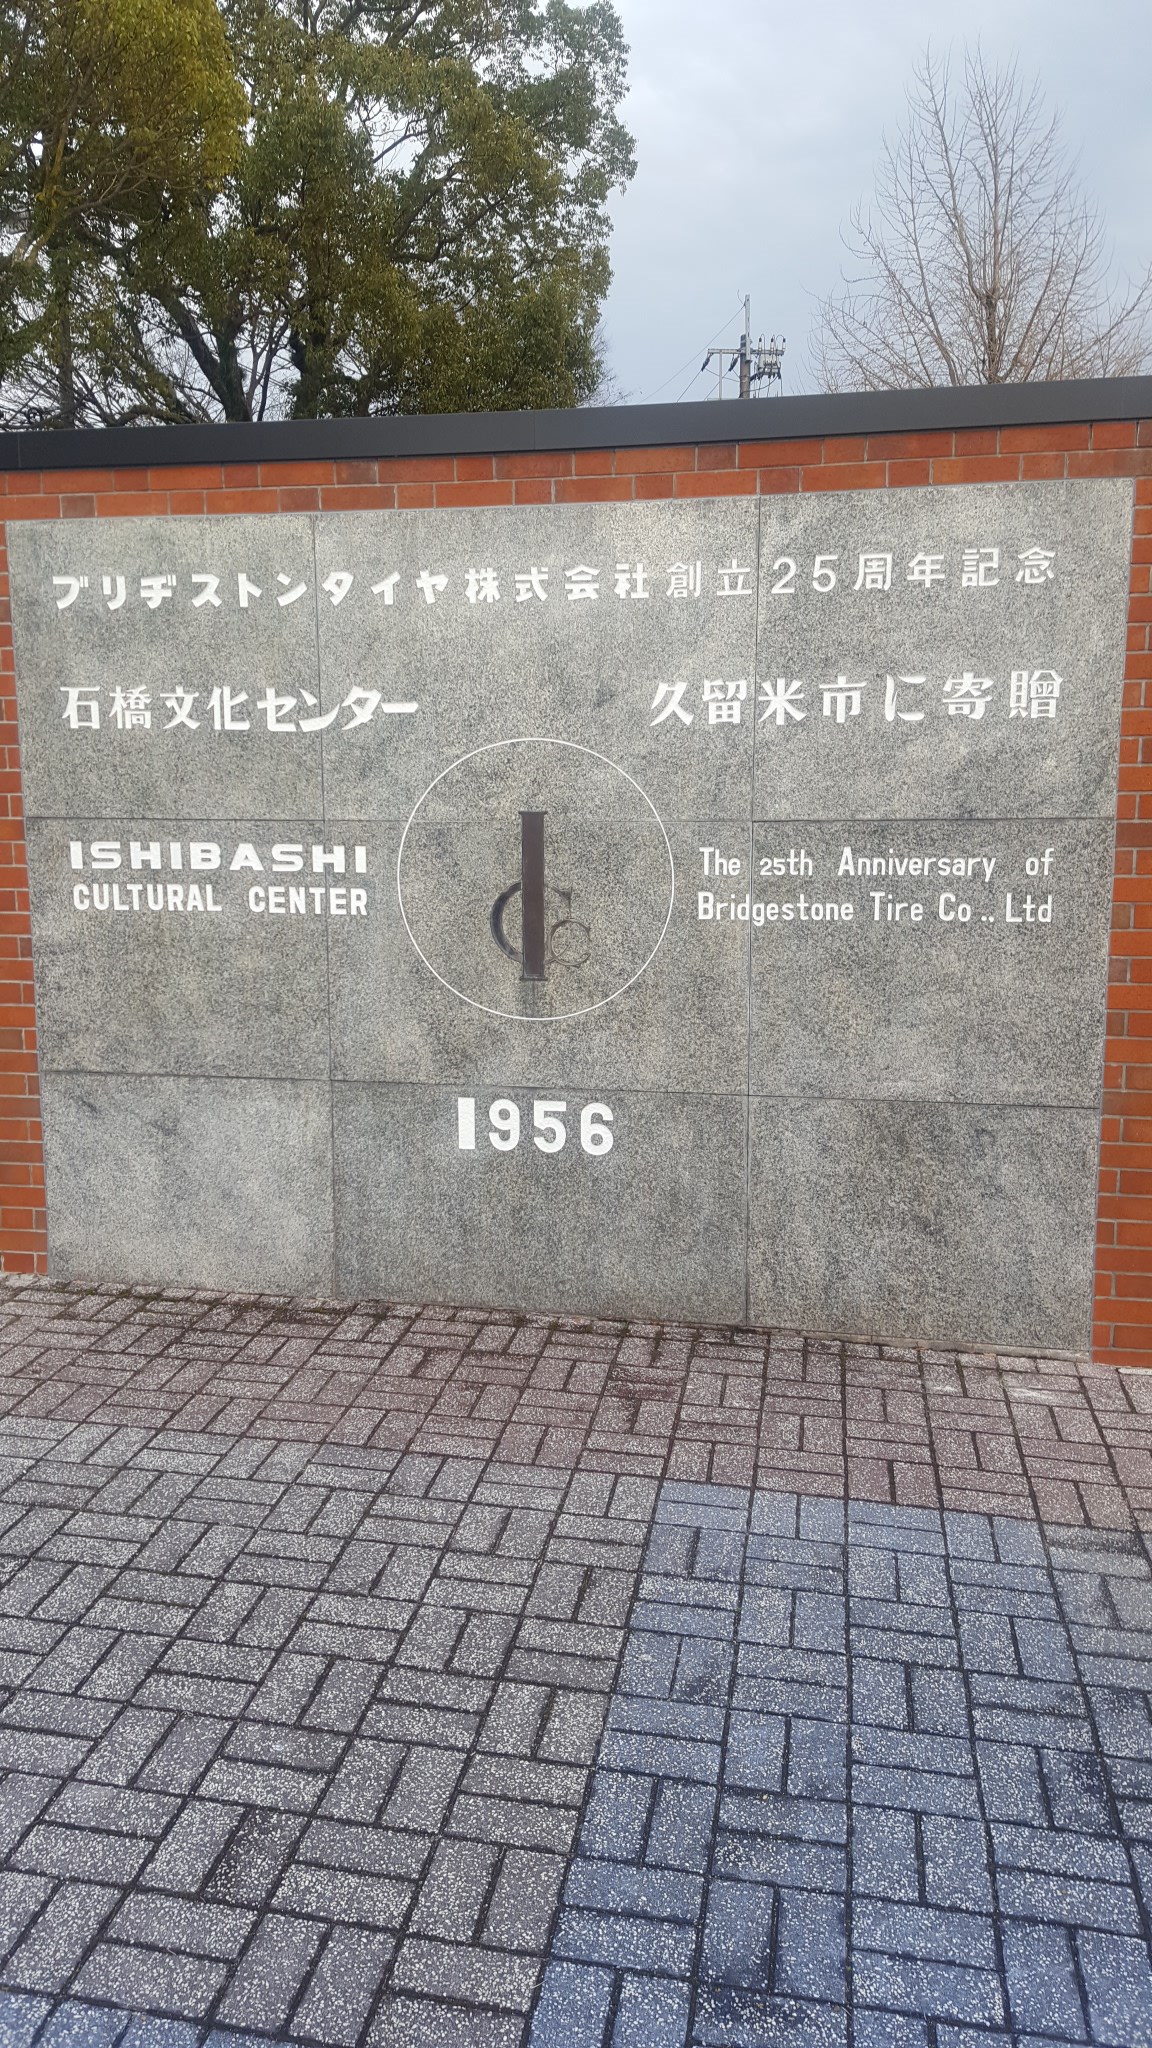 ブリヂストンタイヤ株式会社創立25周年記念
石橋文化センター 久留米市に寄贈
ISHIBASHI
CULTURAL CENTER
The 25th Anniversary of
Bridgestone Tire Co., Ltd
ICC
1956